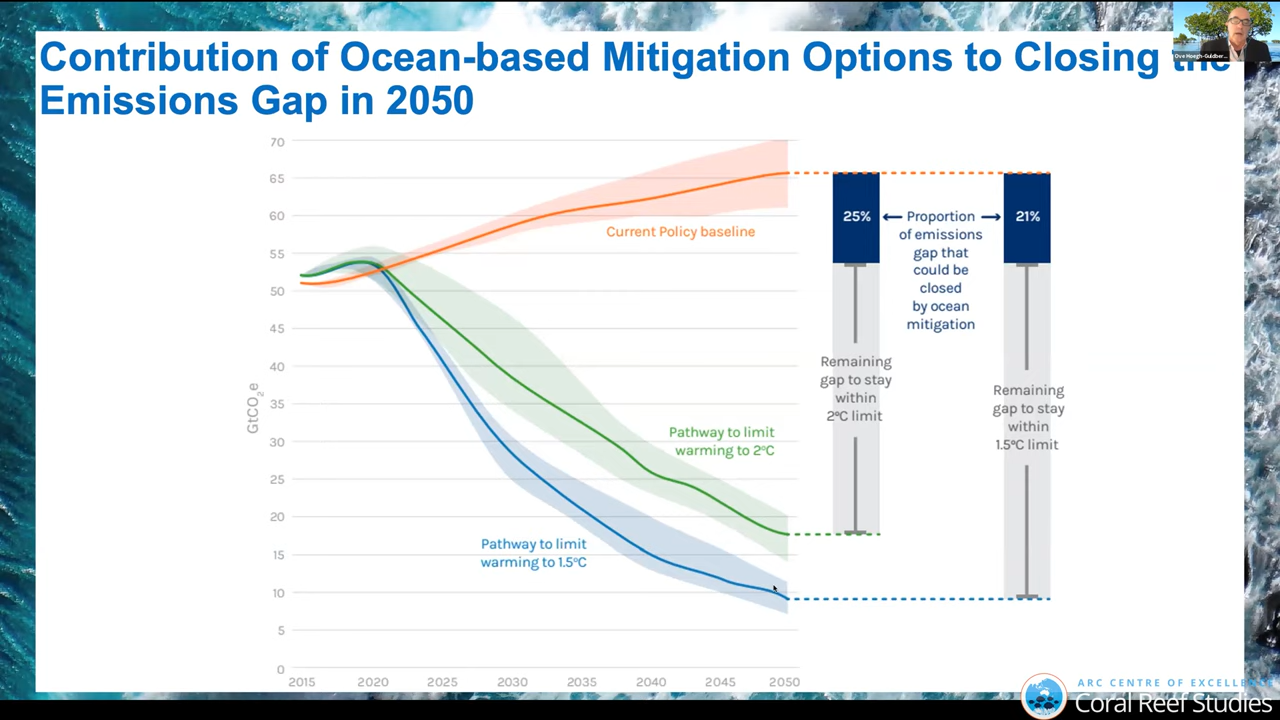 Contribution of Ocean-based Mitigation Options to Closing the
Emissions Gap in 2050
Ove Hoegh-Guldber...
70
65
60
55
50
45
40
35
30
25
20
15
10
5
0
GtCO₂e
2015 2020 2025 2030 2035 2040 2045 2050
Current Policy baseline
Pathway to limit
warming to 2°C
Pathway to limit
warming to 1.5°C
25%
Proportion
of emissions
gap that
could be
closed
by ocean
mitigation
21%
Remaining
gap to stay
within
2°C limit
Remaining
gap to stay
within
1.5°C limit
ARC CENTRE OF EXCELLENCE
Coral Reef Studies